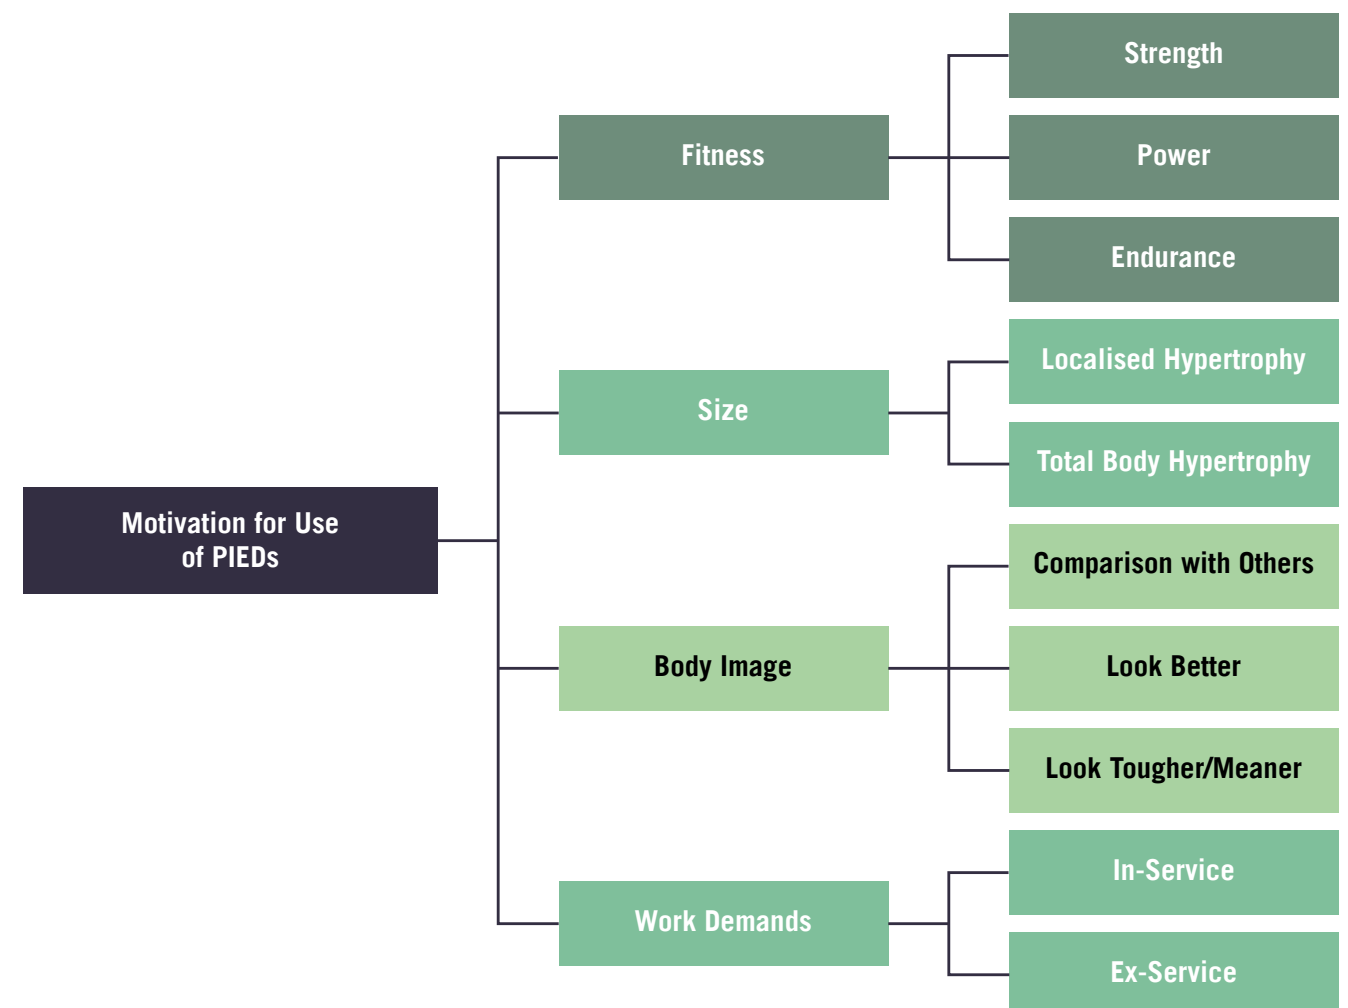 Strength
Fitness
Power
Endurance
Localised Hypertrophy
Size
Total Body Hypertrophy
Motivation for Use
of PIEDs
Comparison with Others
Body Image
Look Better
Look Tougher/Meaner
In-Service
Work Demands
Ex-Service